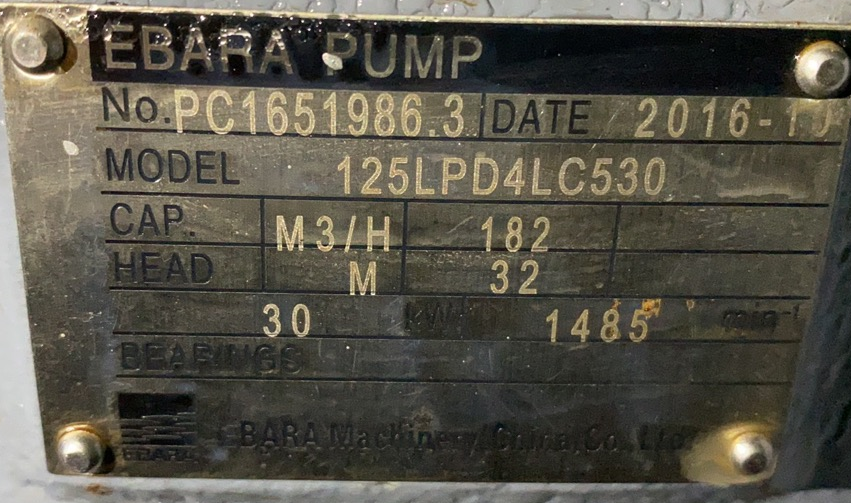 EBARA PUMP
No. PC1651986.3 DATE 2016-10
MODEL 125LPD4LC530
CAP. M3/H 182
HEAD M 32
30 kW 1485 min-1
BEARINGS
EBARA
EBARA Machinery China Co., Ltd.